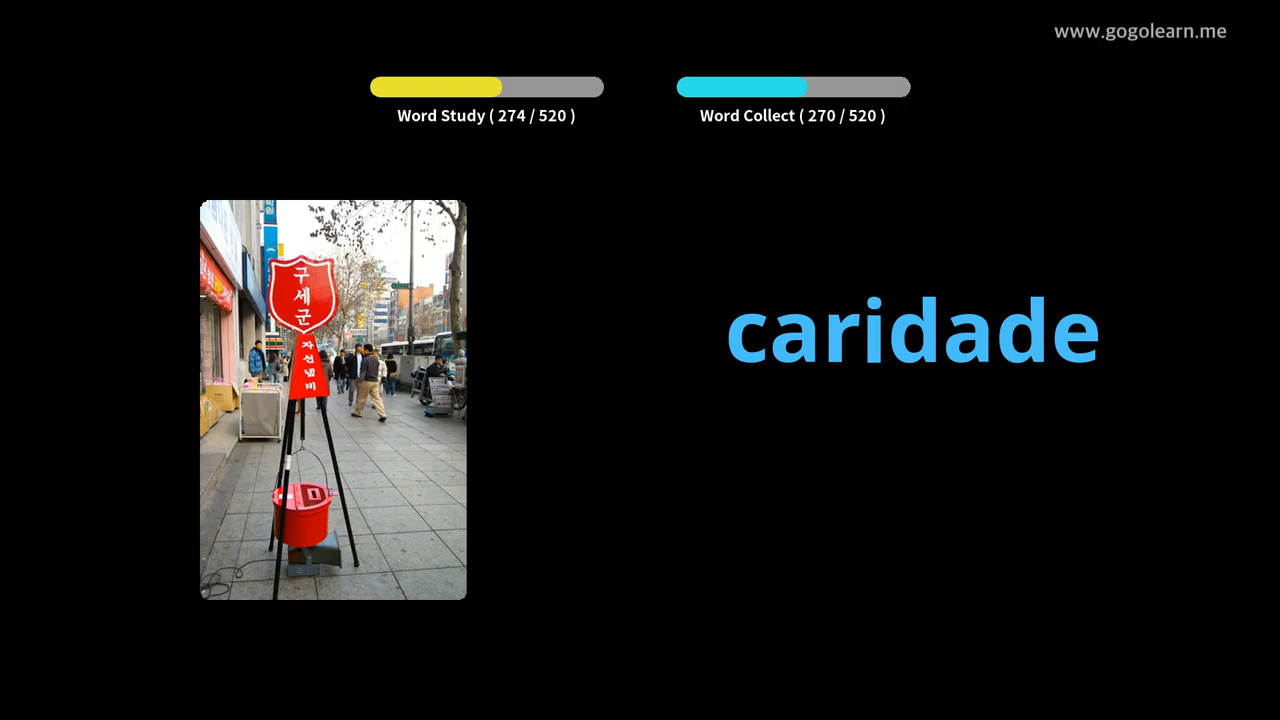 www.gogolearn.me
Word Study ( 274 / 520 )
Word Collect ( 270 / 520 )
구
세
군
자
선
냄
비
caridade